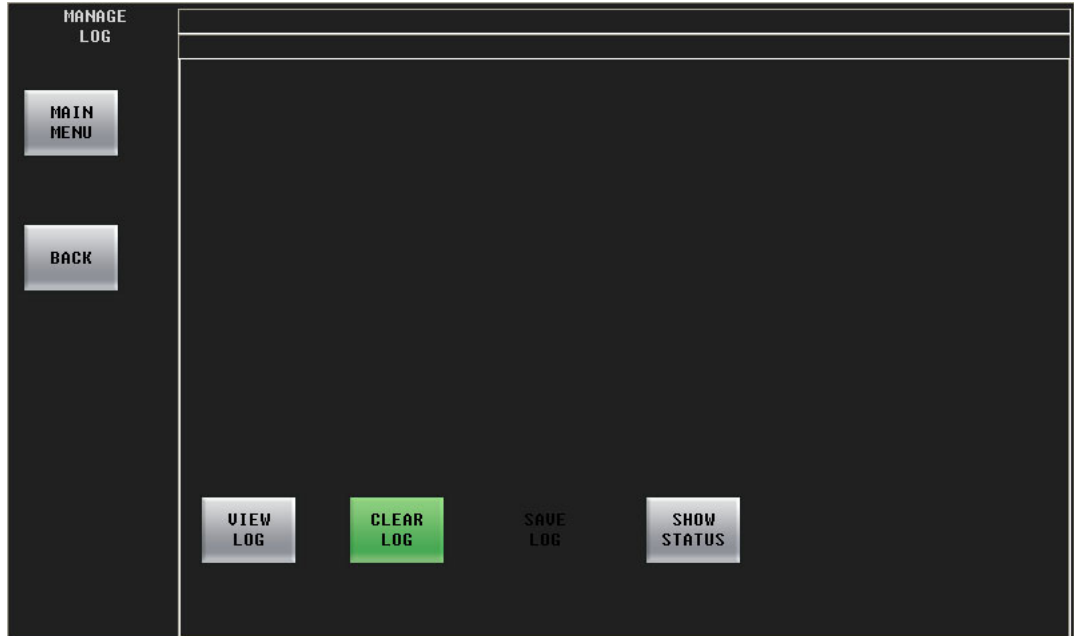 MANAGE
LOG
MAIN
MENU
BACK
VIEW
LOG
CLEAR
LOG
SAVE
LOG
SHOW
STATUS